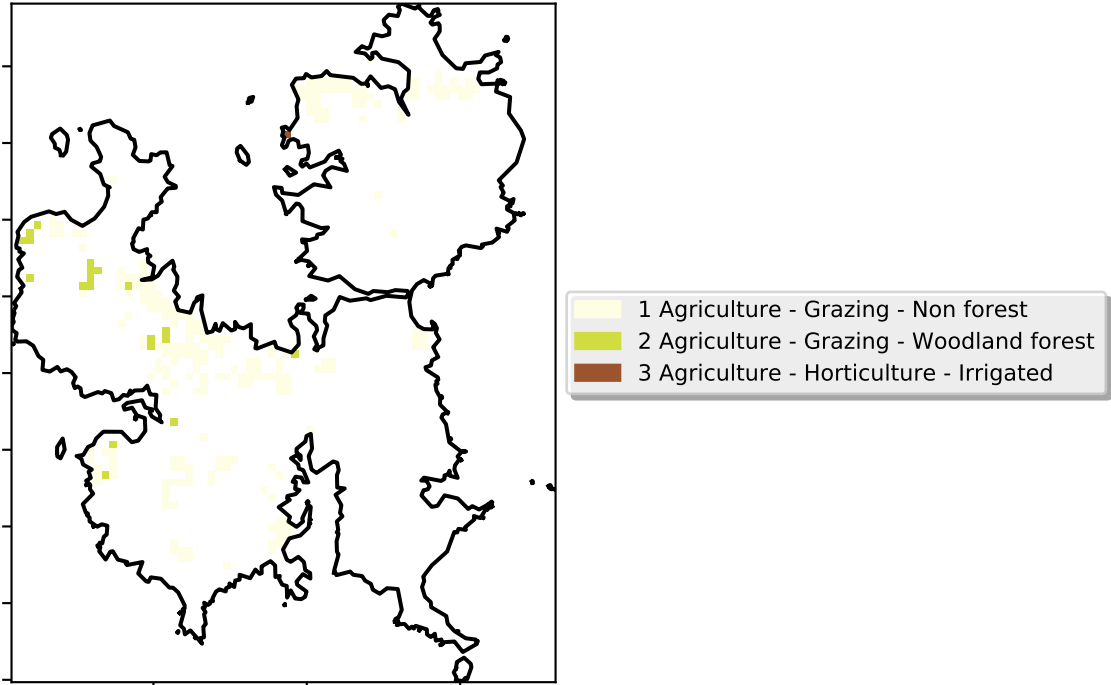 1 Agriculture - Grazing - Non forest
2 Agriculture - Grazing - Woodland forest
3 Agriculture - Horticulture - Irrigated